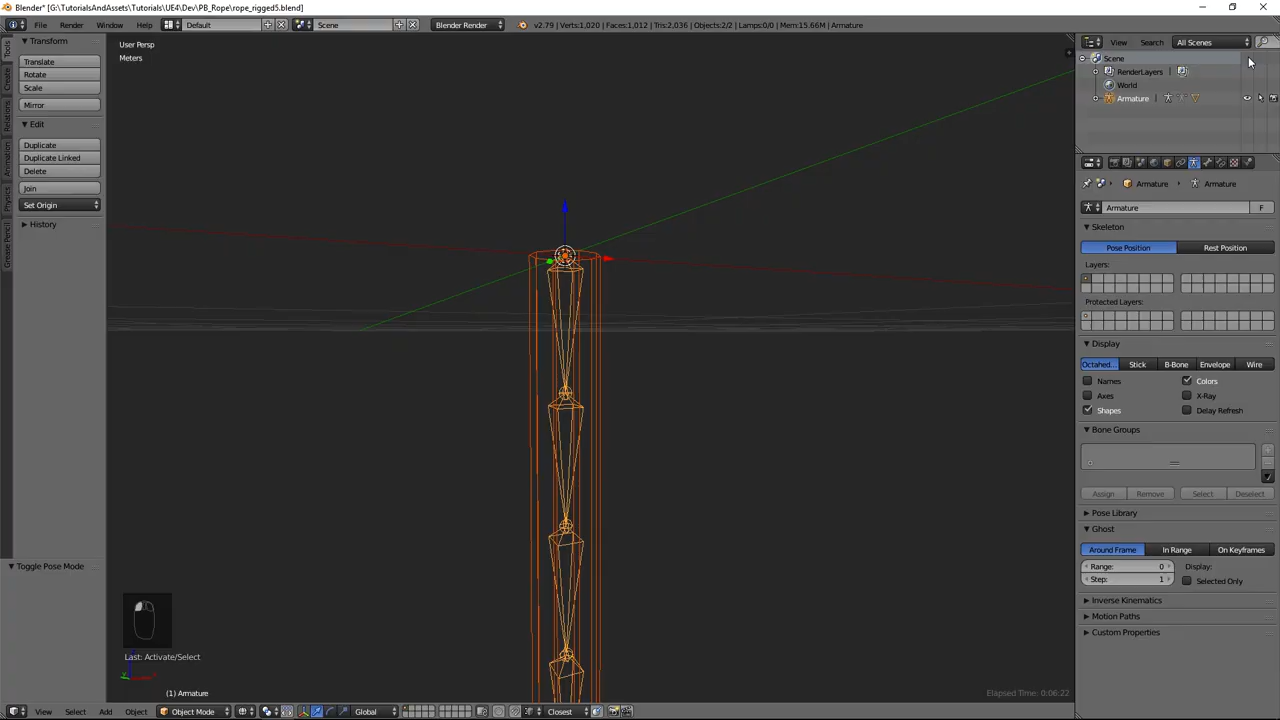 Blender* [G:\TutorialsAndAssets\Tutorials\UE4\Dev\PB_Rope\rope_rigged5.blend]
File Render Window Help Default Scene Blender Render v2.79 | Verts:1,020 | Faces:1,012 | Tris:2,036 | Objects:2/2 | Lamps:0/0 | Mem:15.66M | Armature
View Search All Scenes
Tools
Create
Relations
Animation
Physics
Grease Pencil
Transform
Translate
Rotate
Scale
Mirror
Edit
Duplicate
Duplicate Linked
Delete
Join
Set Origin
History
Toggle Pose Mode
User Persp
Meters
Last: Activate/Select
(1) Armature
Elapsed Time: 0:06:22
View Select Add Object Object Mode Global Closest
Scene
RenderLayers
World
Armature
Armature Armature
Armature F
Skeleton
Pose Position Rest Position
Layers:
Protected Layers:
Display
Octahed... Stick B-Bone Envelope Wire
Names Colors
Axes X-Ray
Shapes Delay Refresh
Bone Groups
Assign Remove Select Deselect
Pose Library
Ghost
Around Frame In Range On Keyframes
Range: 0 Display:
Step: 1 Selected Only
Inverse Kinematics
Motion Paths
Custom Properties